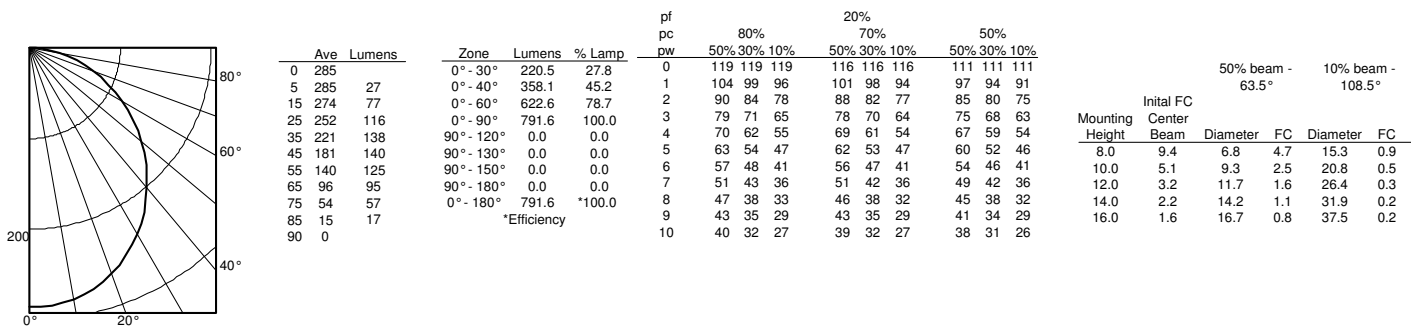 80°
60°
200
40°
0° 20°
Ave Lumens
0 285
5 285 27
15 274 77
25 252 116
35 221 138
45 181 140
55 140 125
65 96 95
75 54 57
85 15 17
90 0
Zone Lumens % Lamp
0° - 30° 220.5 27.8
0° - 40° 358.1 45.2
0° - 60° 622.6 78.7
0° - 90° 791.6 100.0
90° - 120° 0.0 0.0
90° - 130° 0.0 0.0
90° - 150° 0.0 0.0
90° - 180° 0.0 0.0
0° - 180° 791.6 *100.0
*Efficiency
pf 20%
pc 80% 70% 50%
pw 50% 30% 10% 50% 30% 10% 50% 30% 10%
0 119 119 119 116 116 116 111 111 111
1 104 99 96 101 98 94 97 94 91
2 90 84 78 88 82 77 85 80 75
3 79 71 65 78 70 64 75 68 63
4 70 62 55 69 61 54 67 59 54
5 63 54 47 62 53 47 60 52 46
6 57 48 41 56 47 41 54 46 41
7 51 43 36 51 42 36 49 42 36
8 47 38 33 46 38 32 45 38 32
9 43 35 29 43 35 29 41 34 29
10 40 32 27 39 32 27 38 31 26
50% beam - 10% beam -
63.5° 108.5°
Inital FC
Mounting Center
Height Beam Diameter FC Diameter FC
8.0 9.4 6.8 4.7 15.3 0.9
10.0 5.1 9.3 2.5 20.8 0.5
12.0 3.2 11.7 1.6 26.4 0.3
14.0 2.2 14.2 1.1 31.9 0.2
16.0 1.6 16.7 0.8 37.5 0.2